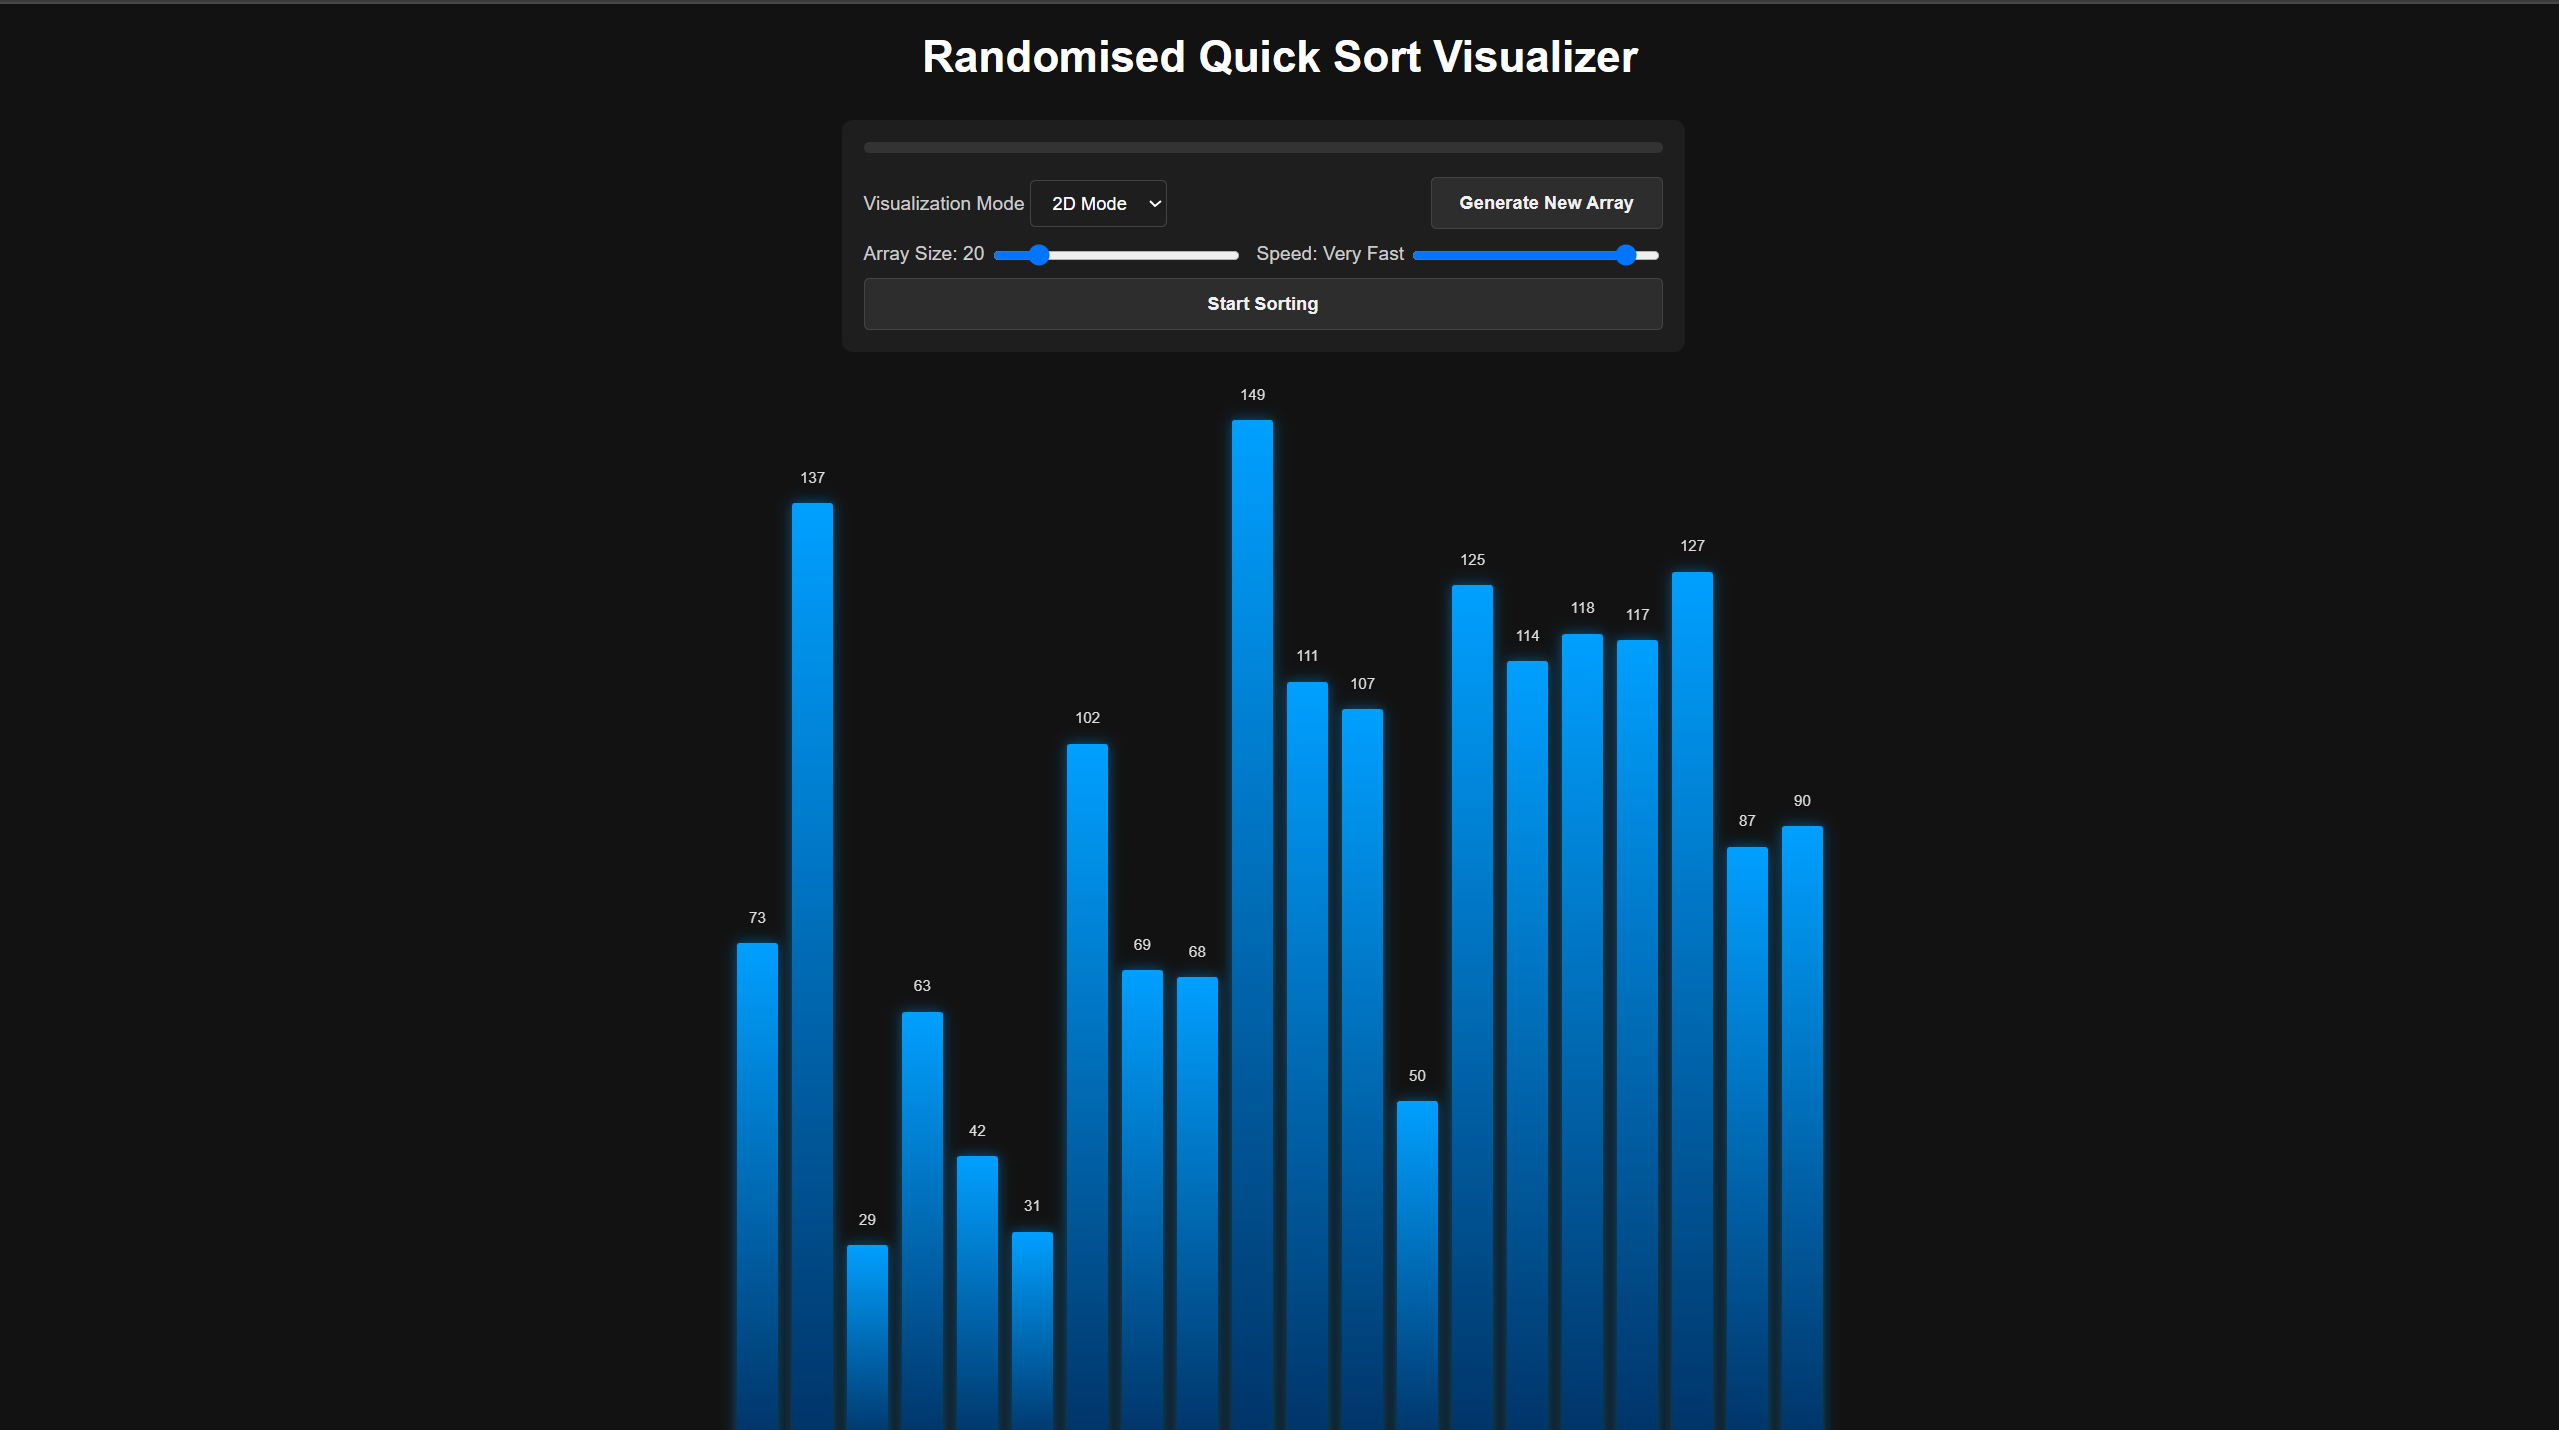 Randomised Quick Sort Visualizer
Visualization Mode 2D Mode Generate New Array
Array Size: 20 Speed: Very Fast
Start Sorting
73 137 29 63 42 31 102 69 68 149 111 107 50 125 114 118 117 127 87 90